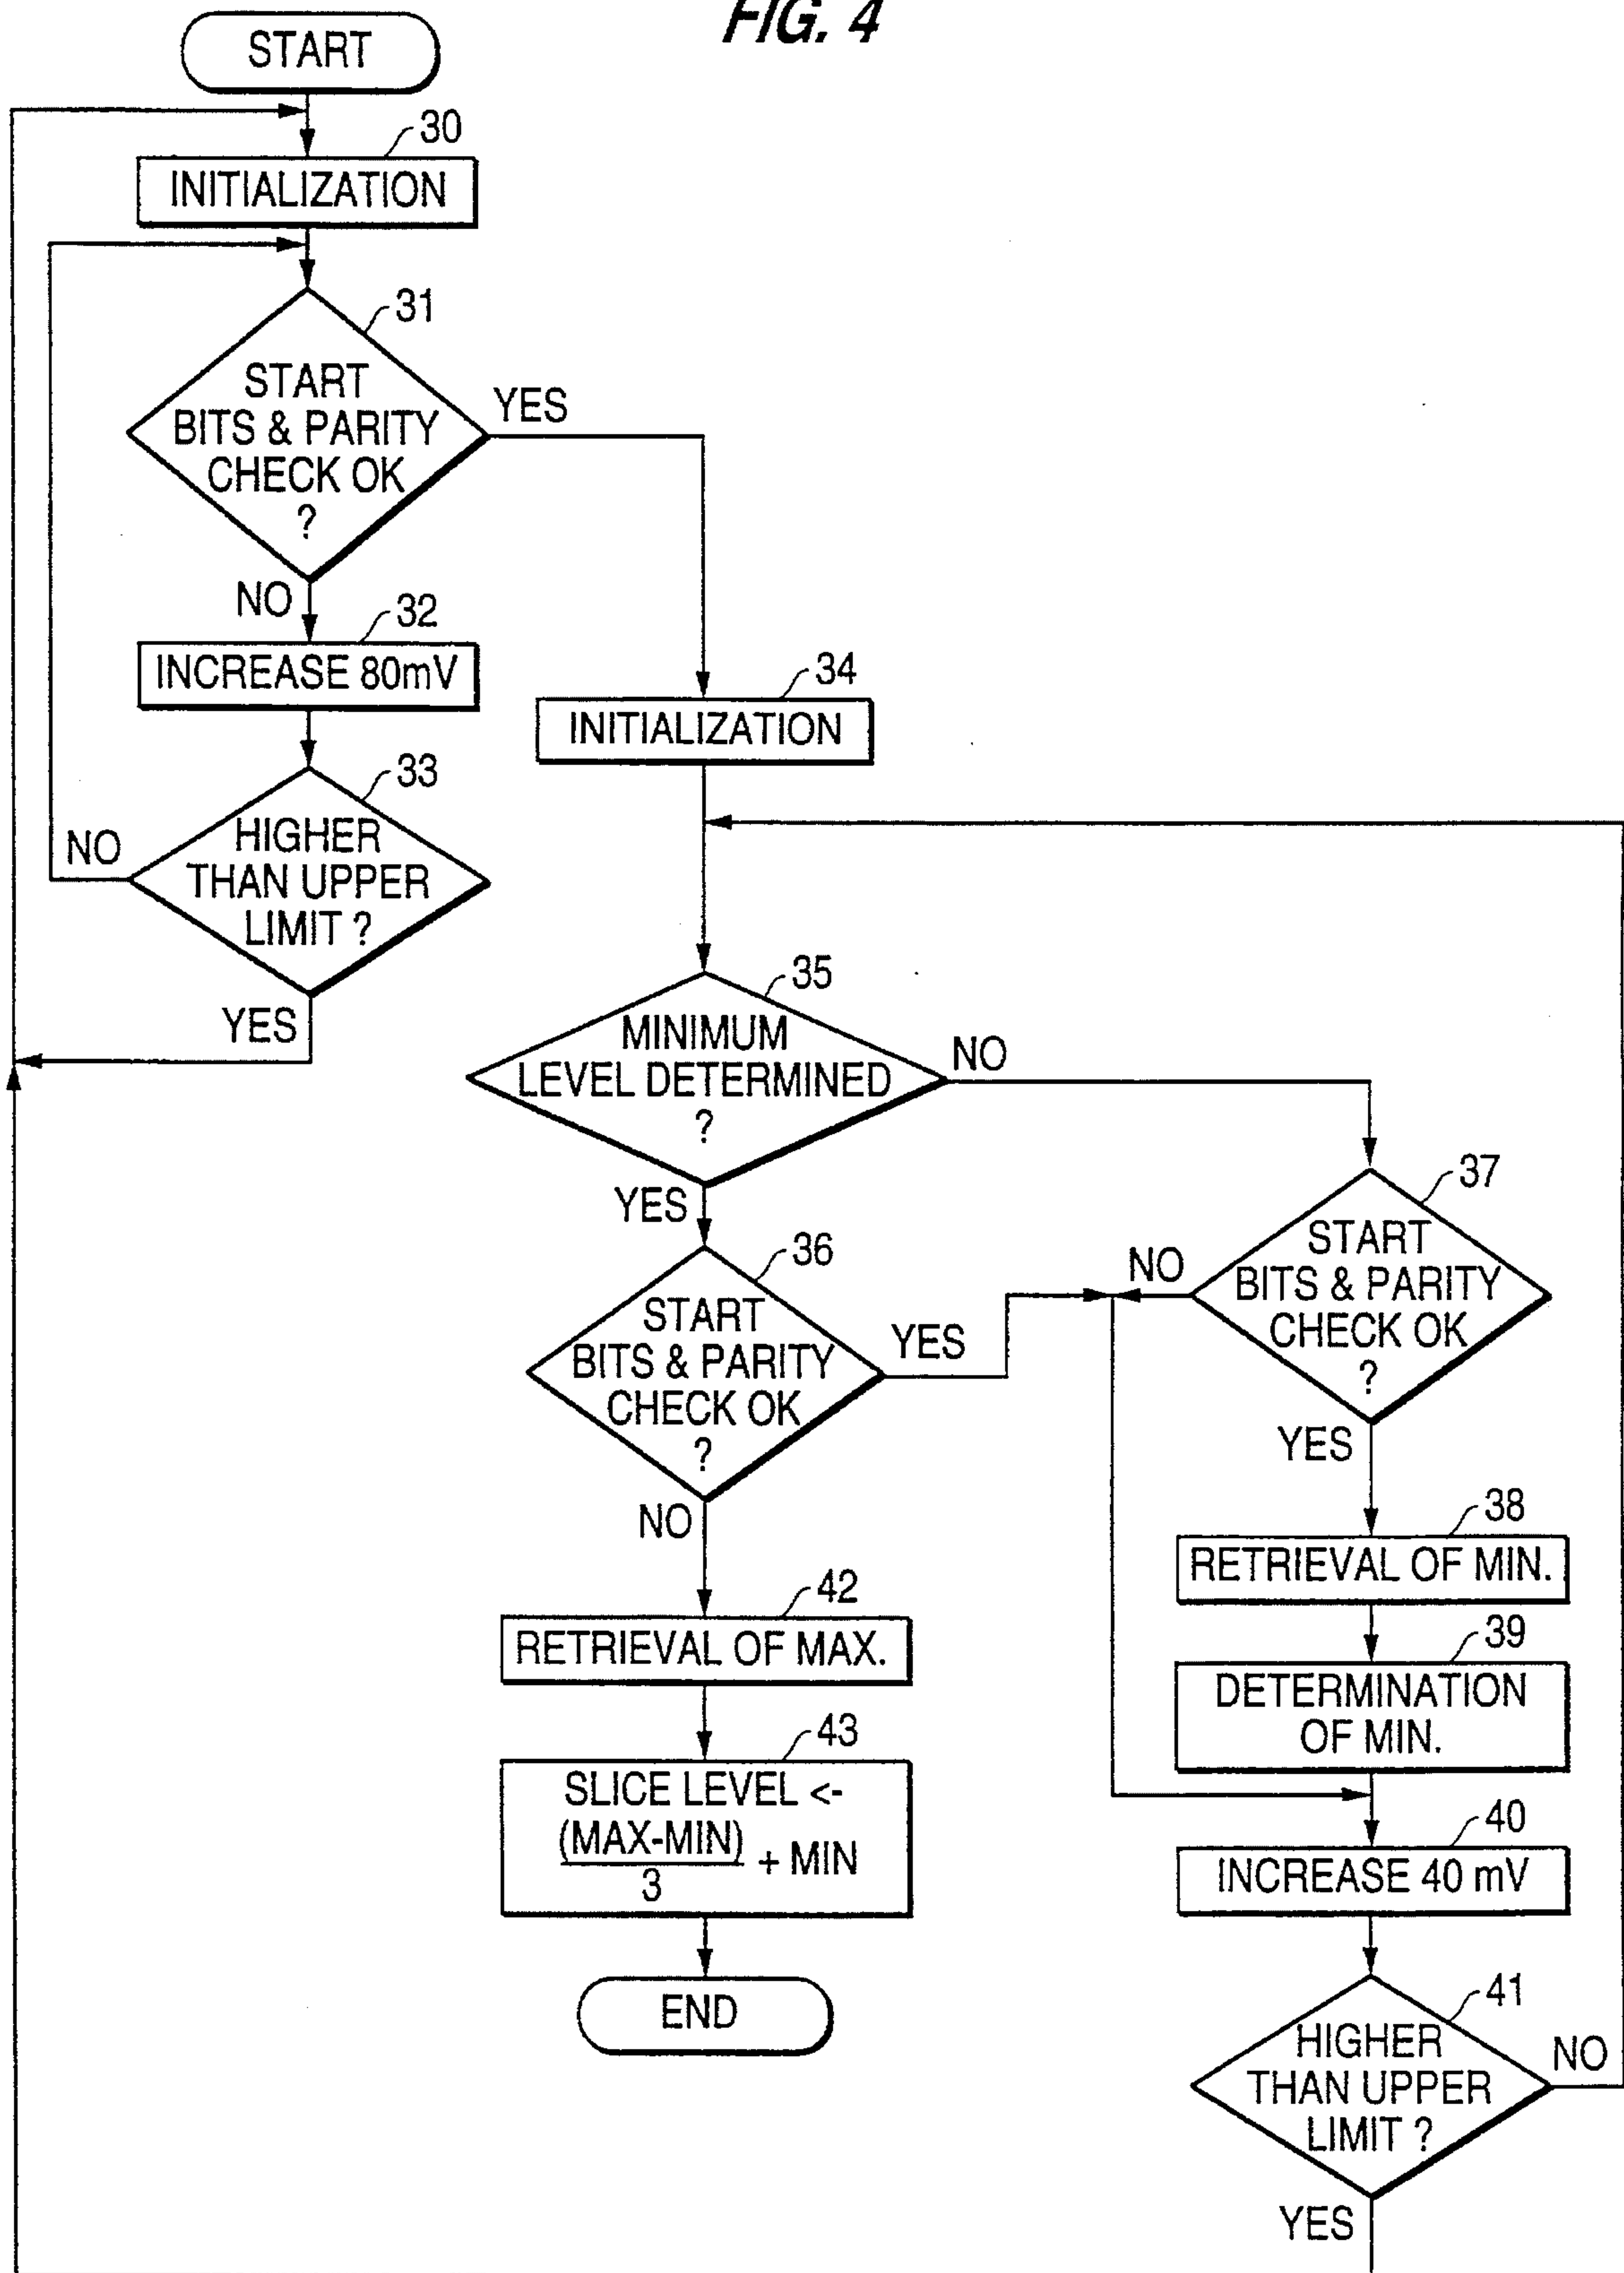 FIG. 4
START
30
INITIALIZATION
31
START
BITS & PARITY
CHECK OK
?
YES
NO
32
INCREASE 80mV
33
HIGHER
THAN UPPER
LIMIT ?
NO
YES
34
INITIALIZATION
35
MINIMUM
LEVEL DETERMINED
?
NO
YES
36
START
BITS & PARITY
CHECK OK
?
YES
NO
37
START
BITS & PARITY
CHECK OK
?
NO
YES
38
RETRIEVAL OF MIN.
39
DETERMINATION
OF MIN.
40
INCREASE 40 mV
41
HIGHER
THAN UPPER
LIMIT ?
NO
YES
42
RETRIEVAL OF MAX.
43
SLICE LEVEL <-
(MAX-MIN)
+ MIN
3
END